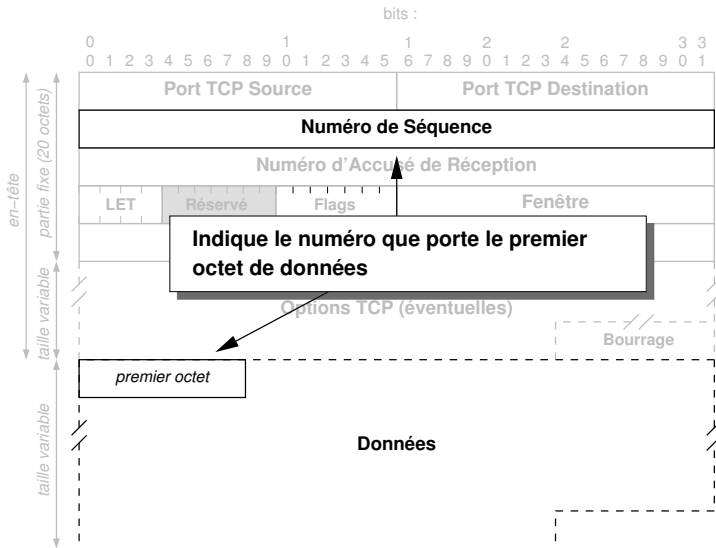 bits :
0 1 2 3
0 1 2 3 4 5 6 7 8 9 0 1 2 3 4 5 6 7 8 9 0 1 2 3 4 5 6 7 8 9 0 1
Port TCP Source Port TCP Destination
Numéro de Séquence
Numéro d'Accusé de Réception
LET Réservé Flags Fenêtre
Indique le numéro que porte le premier
octet de données
Options TCP (éventuelles)
Bourrage
premier octet
Données
en−tête
partie fixe (20 octets)
taille variable
taille variable